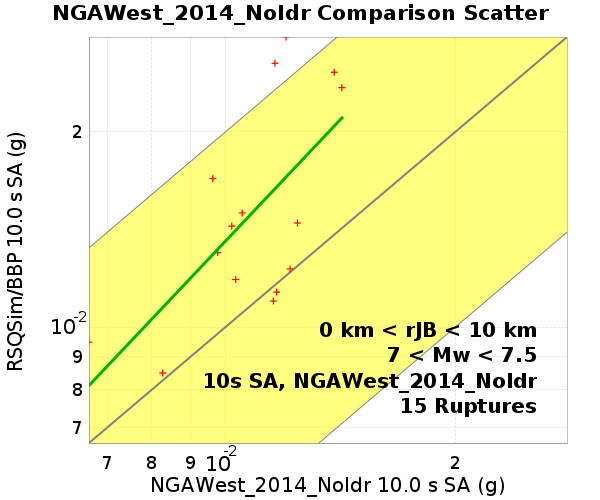 NGAWest_2014_NoIdr Comparison Scatter
RSQSim/BBP 10.0 s SA (g)
2
10-2
9
8
7
0 km < rJB < 10 km
7 < Mw < 7.5
10s SA, NGAWest_2014_NoIdr
15 Ruptures
7 8 9 10-2 2
NGAWest_2014_NoIdr 10.0 s SA (g)